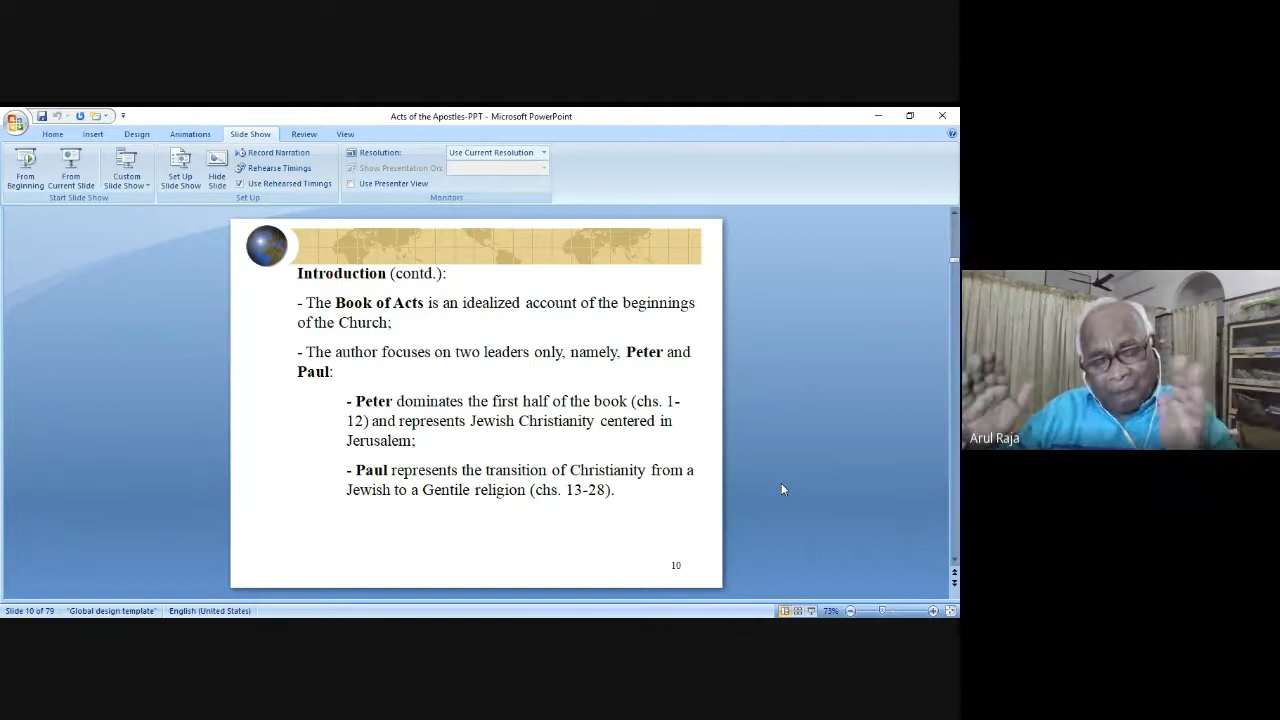 Acts of the Apostles-PPT - Microsoft PowerPoint
Home Insert Design Animations Slide Show Review View
From Beginning
From Current Slide
Custom Slide Show
Start Slide Show
Set Up Slide Show
Hide Slide
Record Narration
Rehearse Timings
Use Rehearsed Timings
Set Up
Resolution: Use Current Resolution
Show Presentation On:
Use Presenter View
Monitors
Introduction (contd.):
- The Book of Acts is an idealized account of the beginnings
of the Church;
- The author focuses on two leaders only, namely, Peter and
Paul:
- Peter dominates the first half of the book (chs. 1-
12) and represents Jewish Christianity centered in
Jerusalem;
- Paul represents the transition of Christianity from a
Jewish to a Gentile religion (chs. 13-28).
10
Arul Raja
Slide 10 of 79 "Global design template" English (United States) 73%